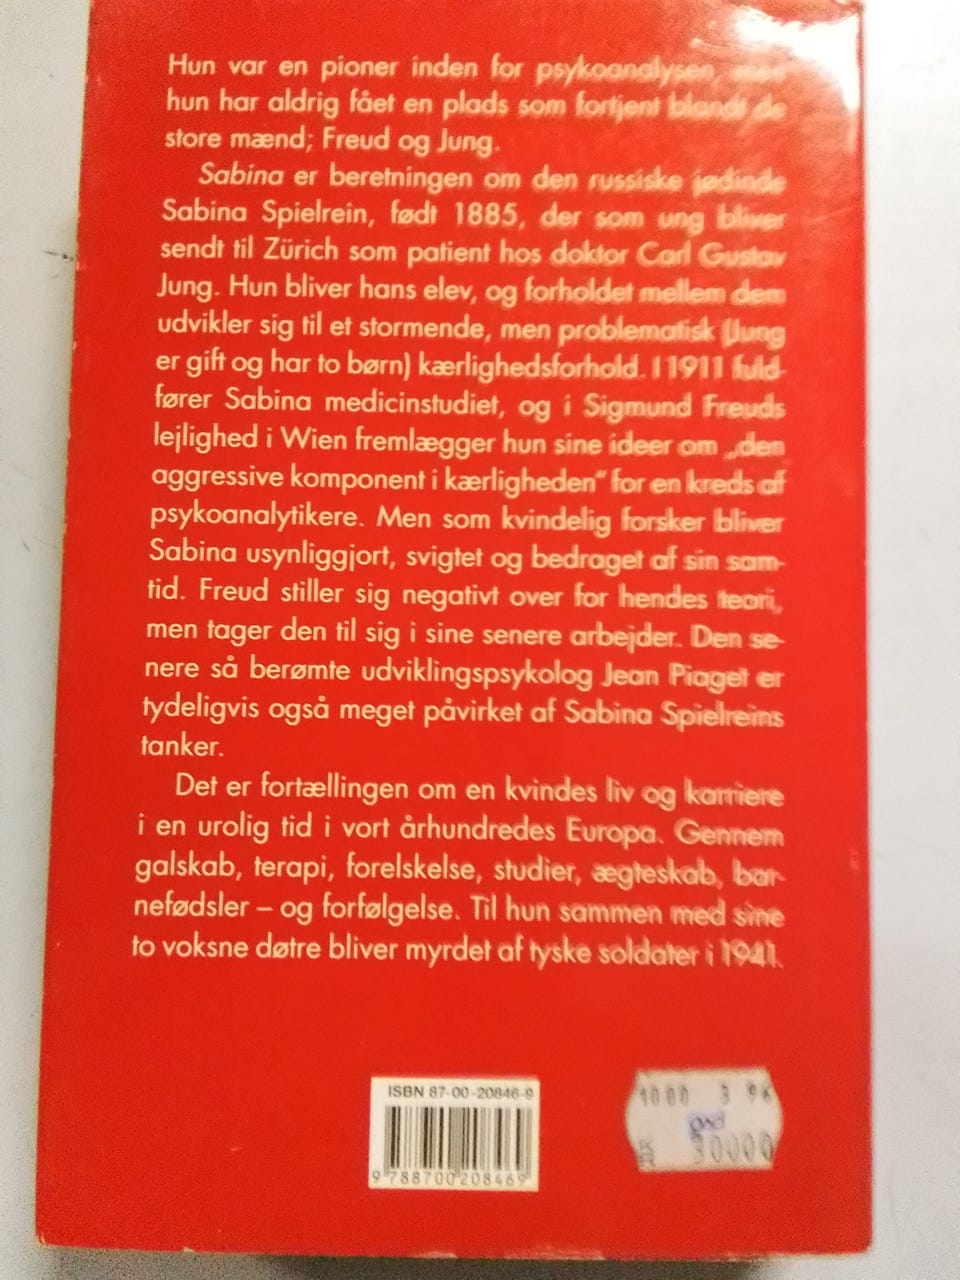 Hun var en pioner inden for psykoanalysen, men
hun har aldrig fået en plads som fortjent blandt de
store mænd; Freud og Jung.
Sabina er beretningen om den russiske jødinde
Sabina Spielrein, født 1885, der som ung bliver
sendt til Zürich som patient hos doktor Carl Gustav
Jung. Hun bliver hans elev, og forholdet mellem dem
udvikler sig til et stormende, men problematisk (Jung
er gift og har to børn) kærlighedsforhold. I 1911 fuld-
fører Sabina medicinstudiet, og i Sigmund Freuds
lejlighed i Wien fremlægger hun sine ideer om „den
aggressive komponent i kærligheden“ for en kreds af
psykoanalytikere. Men som kvindelig forsker bliver
Sabina usynliggjort, svigtet og bedraget af sin sam-
tid. Freud stiller sig negativt over for hendes teori,
men tager den til sig i sine senere arbejder. Den se-
nere så berømte udviklingspsykolog Jean Piaget er
tydeligvis også meget påvirket af Sabina Spielreins
tanker.
Det er fortællingen om en kvindes liv og karriere
i en urolig tid i vort århundredes Europa. Gennem
galskab, terapi, forelskelse, studier, ægteskab, bar-
nefødsler – og forfølgelse. Til hun sammen med sine
to voksne døtre bliver myrdet af tyske soldater i 1941.
ISBN 87-00-20846-9
9 788700 208469
1000 3 96
KR 30000